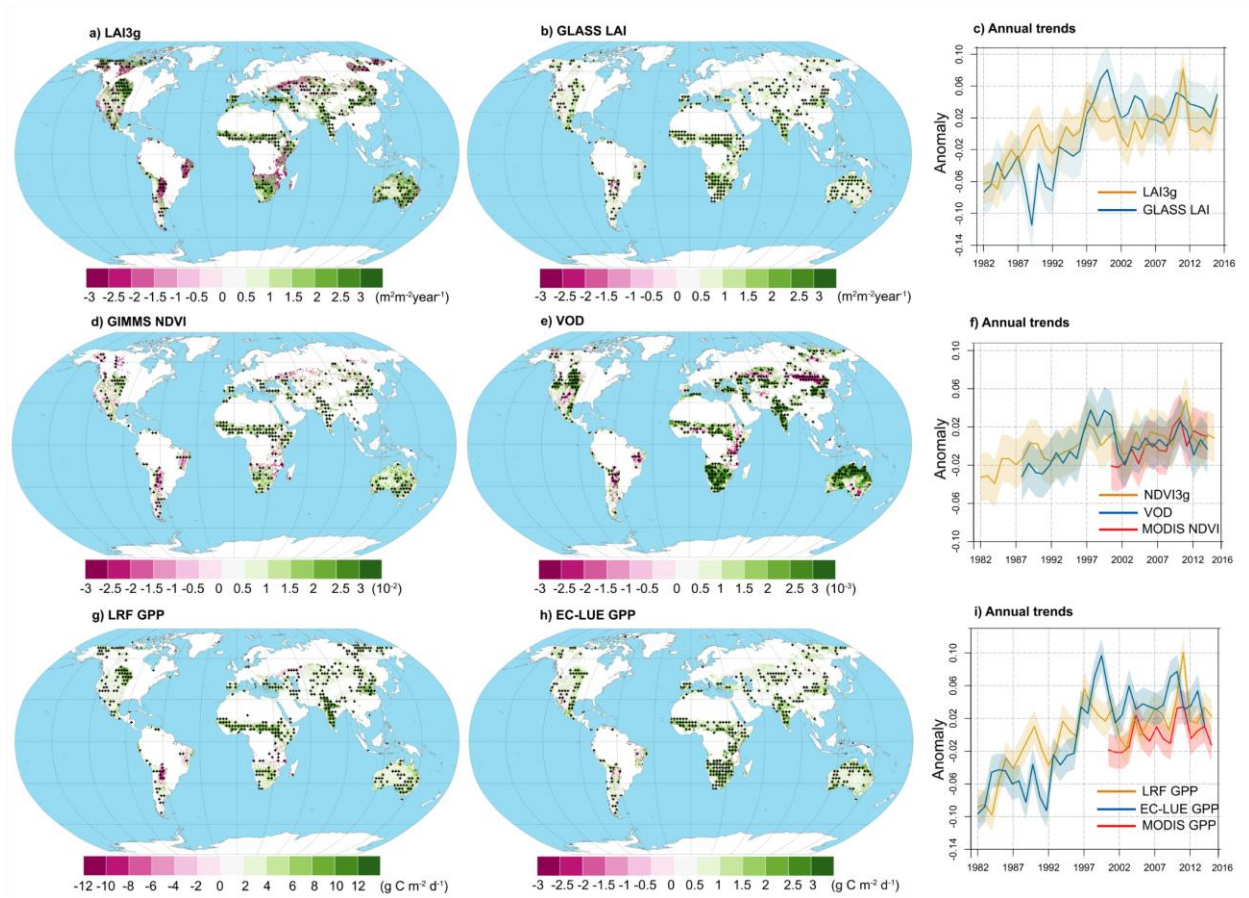 a) LAI3g
b) GLASS LAI
c) Annual trends
0.10
0.06
0.02
-0.02
-0.06
-0.10
-0.14
Anomaly
LAI3g
GLASS LAI
1982 1987 1992 1997 2002 2007 2012 2016
-3 -2.5 -2 -1.5 -1 -0.5 0 0.5 1 1.5 2 2.5 3 (m²m⁻²year⁻¹)
-3 -2.5 -2 -1.5 -1 -0.5 0 0.5 1 1.5 2 2.5 3 (m²m⁻²year⁻¹)
d) GIMMS NDVI
e) VOD
f) Annual trends
0.10
0.06
0.02
-0.02
-0.06
-0.10
Anomaly
NDVI3g
VOD
MODIS NDVI
1982 1987 1992 1997 2002 2007 2012 2016
-3 -2.5 -2 -1.5 -1 -0.5 0 0.5 1 1.5 2 2.5 3 (10⁻²)
-3 -2.5 -2 -1.5 -1 -0.5 0 0.5 1 1.5 2 2.5 3 (10⁻³)
g) LRF GPP
h) EC-LUE GPP
i) Annual trends
0.10
0.02
-0.02
-0.06
-0.10
-0.14
Anomaly
LRF GPP
EC-LUE GPP
MODIS GPP
1982 1987 1992 1997 2002 2007 2012 2016
-12 -10 -8 -6 -4 -2 0 2 4 6 8 10 12 (g C m⁻² d⁻¹)
-3 -2.5 -2 -1.5 -1 -0.5 0 0.5 1 1.5 2 2.5 3 (g C m⁻² d⁻¹)